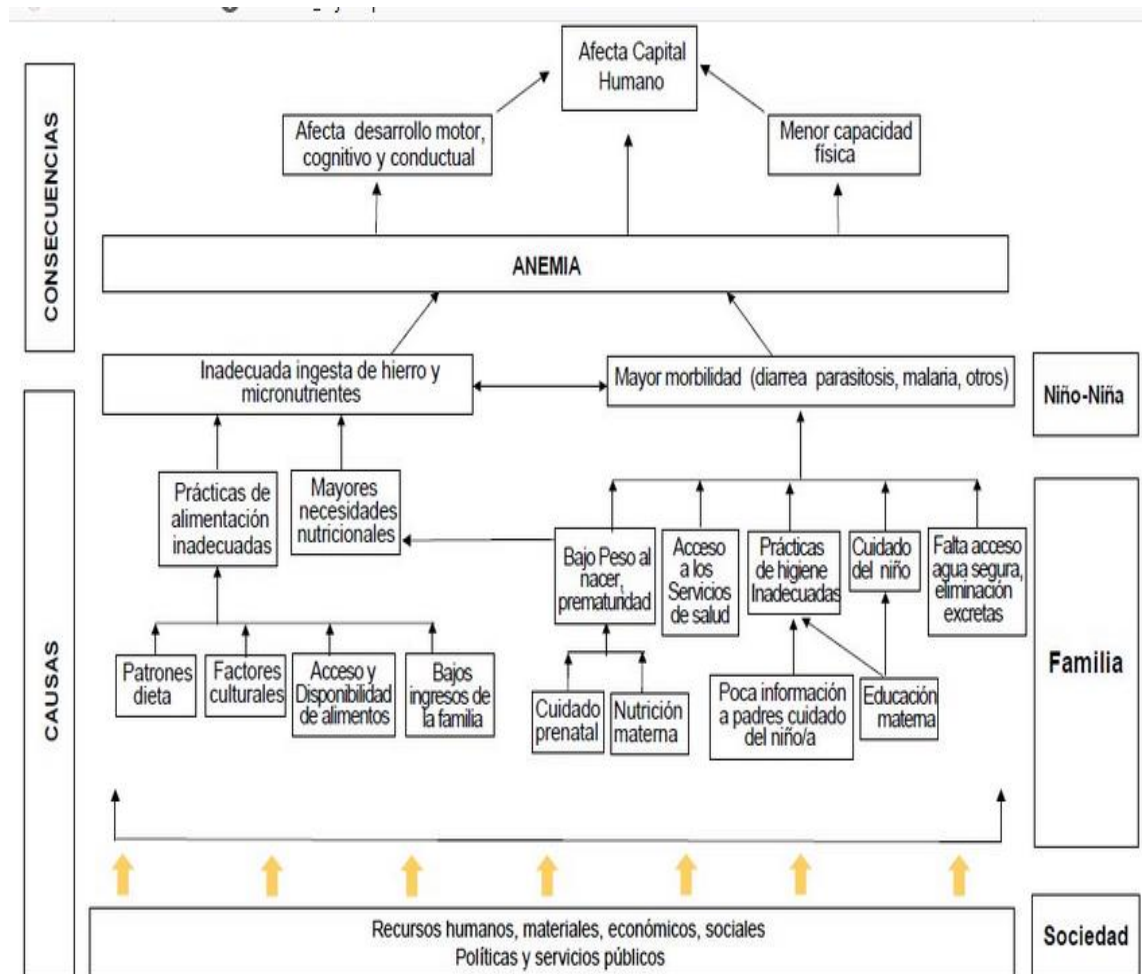 Afecta Capital
Humano
Afecta desarrollo motor,
cognitivo y conductual
Menor capacidad
física
CONSECUENCIAS
ANEMIA
Inadecuada ingesta de hierro y
micronutrientes
Mayor morbilidad (diarrea parasitosis, malaria, otros)
Niño-Niña
CAUSAS
Prácticas de
alimentación
inadecuadas
Mayores
necesidades
nutricionales
Bajo Peso al
nacer,
prematuridad
Acceso
a los
Servicios
de salud
Prácticas
de higiene
Inadecuadas
Cuidado
del niño
Falta acceso
agua segura,
eliminación
excretas
Familia
Patrones
dieta
Factores
culturales
Acceso y
Disponibilidad
de alimentos
Bajos
ingresos de
la familia
Cuidado
prenatal
Nutrición
materna
Poca información
a padres cuidado
del niño/a
Educación
materna
Recursos humanos, materiales, económicos, sociales
Políticas y servicios públicos
Sociedad